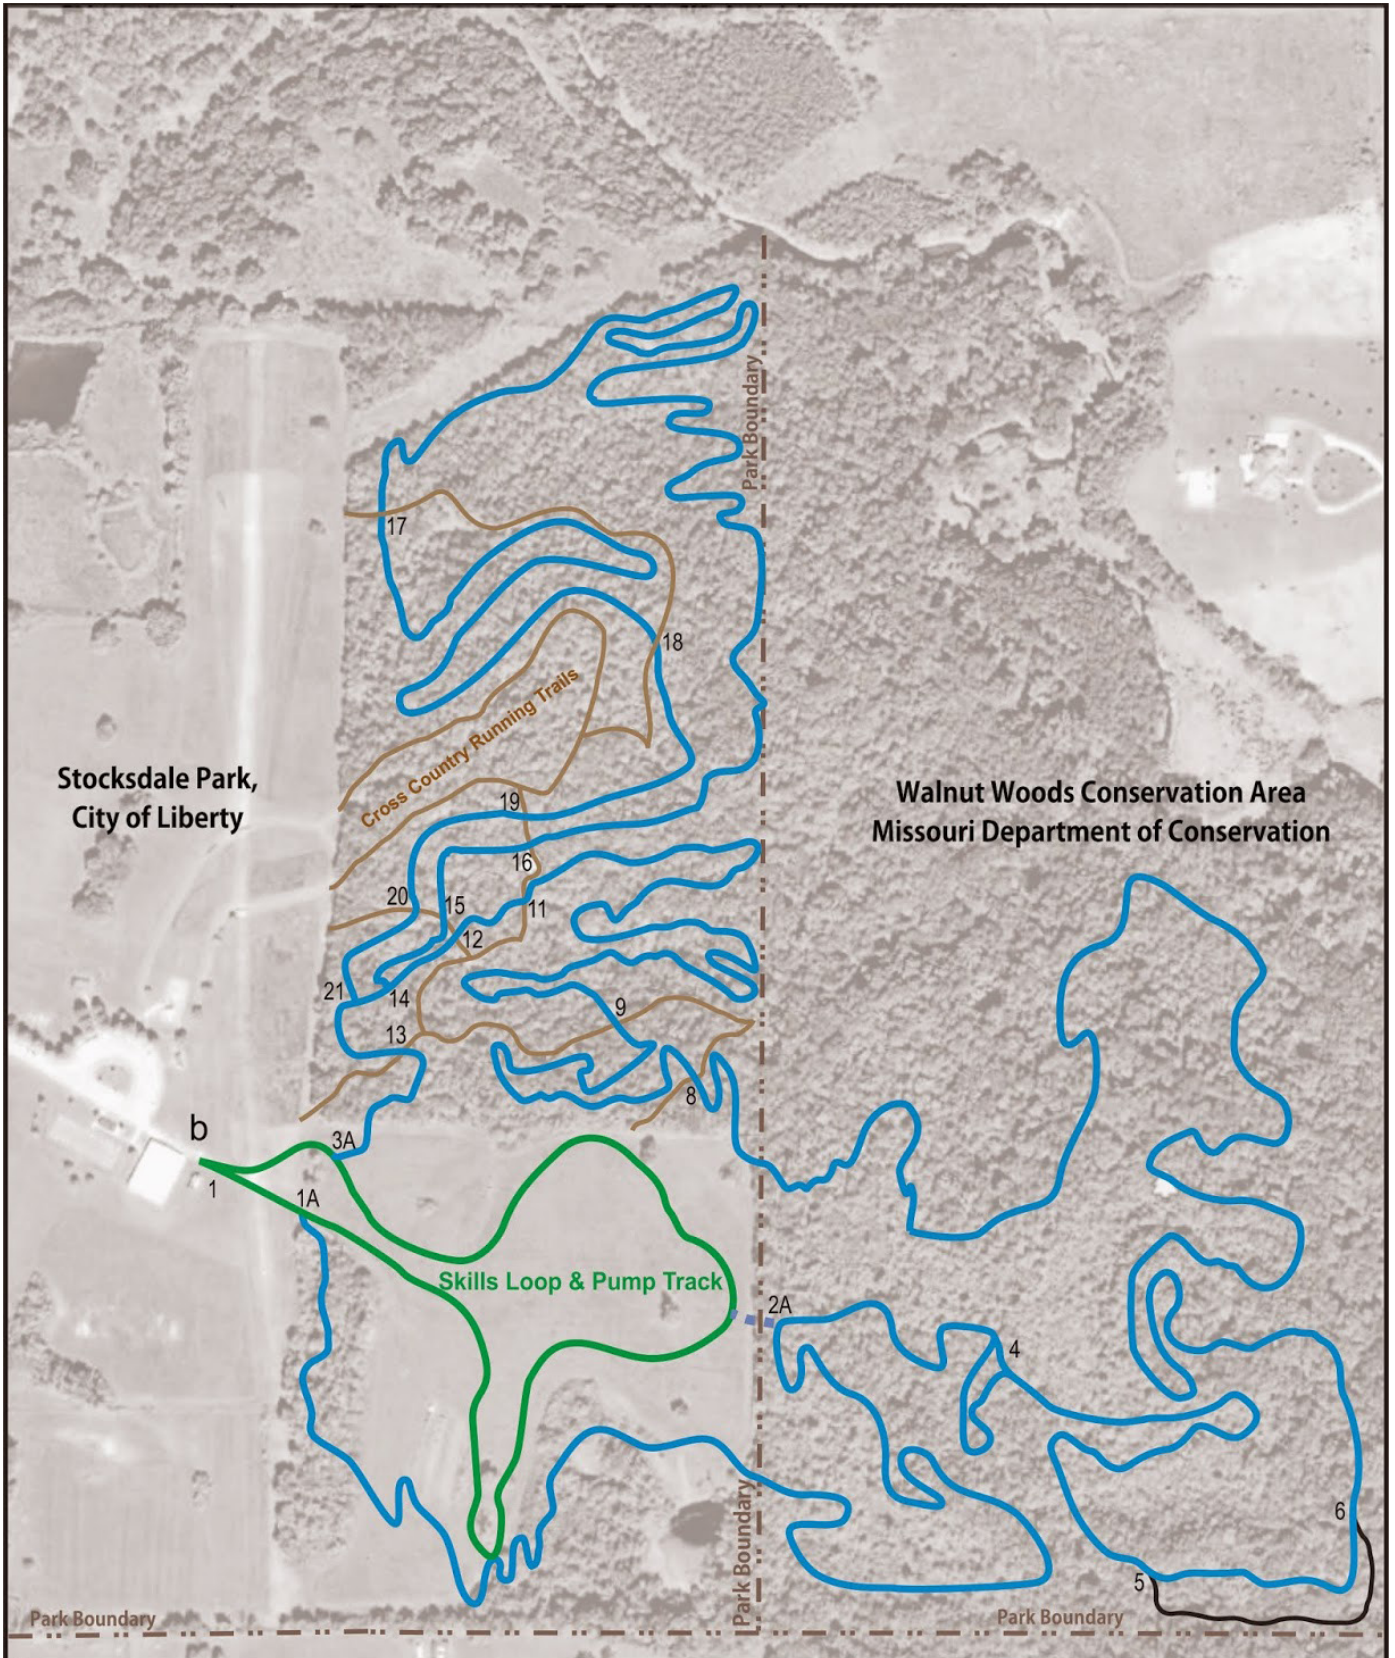 Park Boundary
17
18
Cross Country Running Trails
Stocksdale Park,
City of Liberty
Walnut Woods Conservation Area
Missouri Department of Conservation
19
16
20
15
11
12
21
14
9
13
8
b
3A
1
1A
Skills Loop & Pump Track
2A
4
6
5
Park Boundary
Park Boundary
Park Boundary